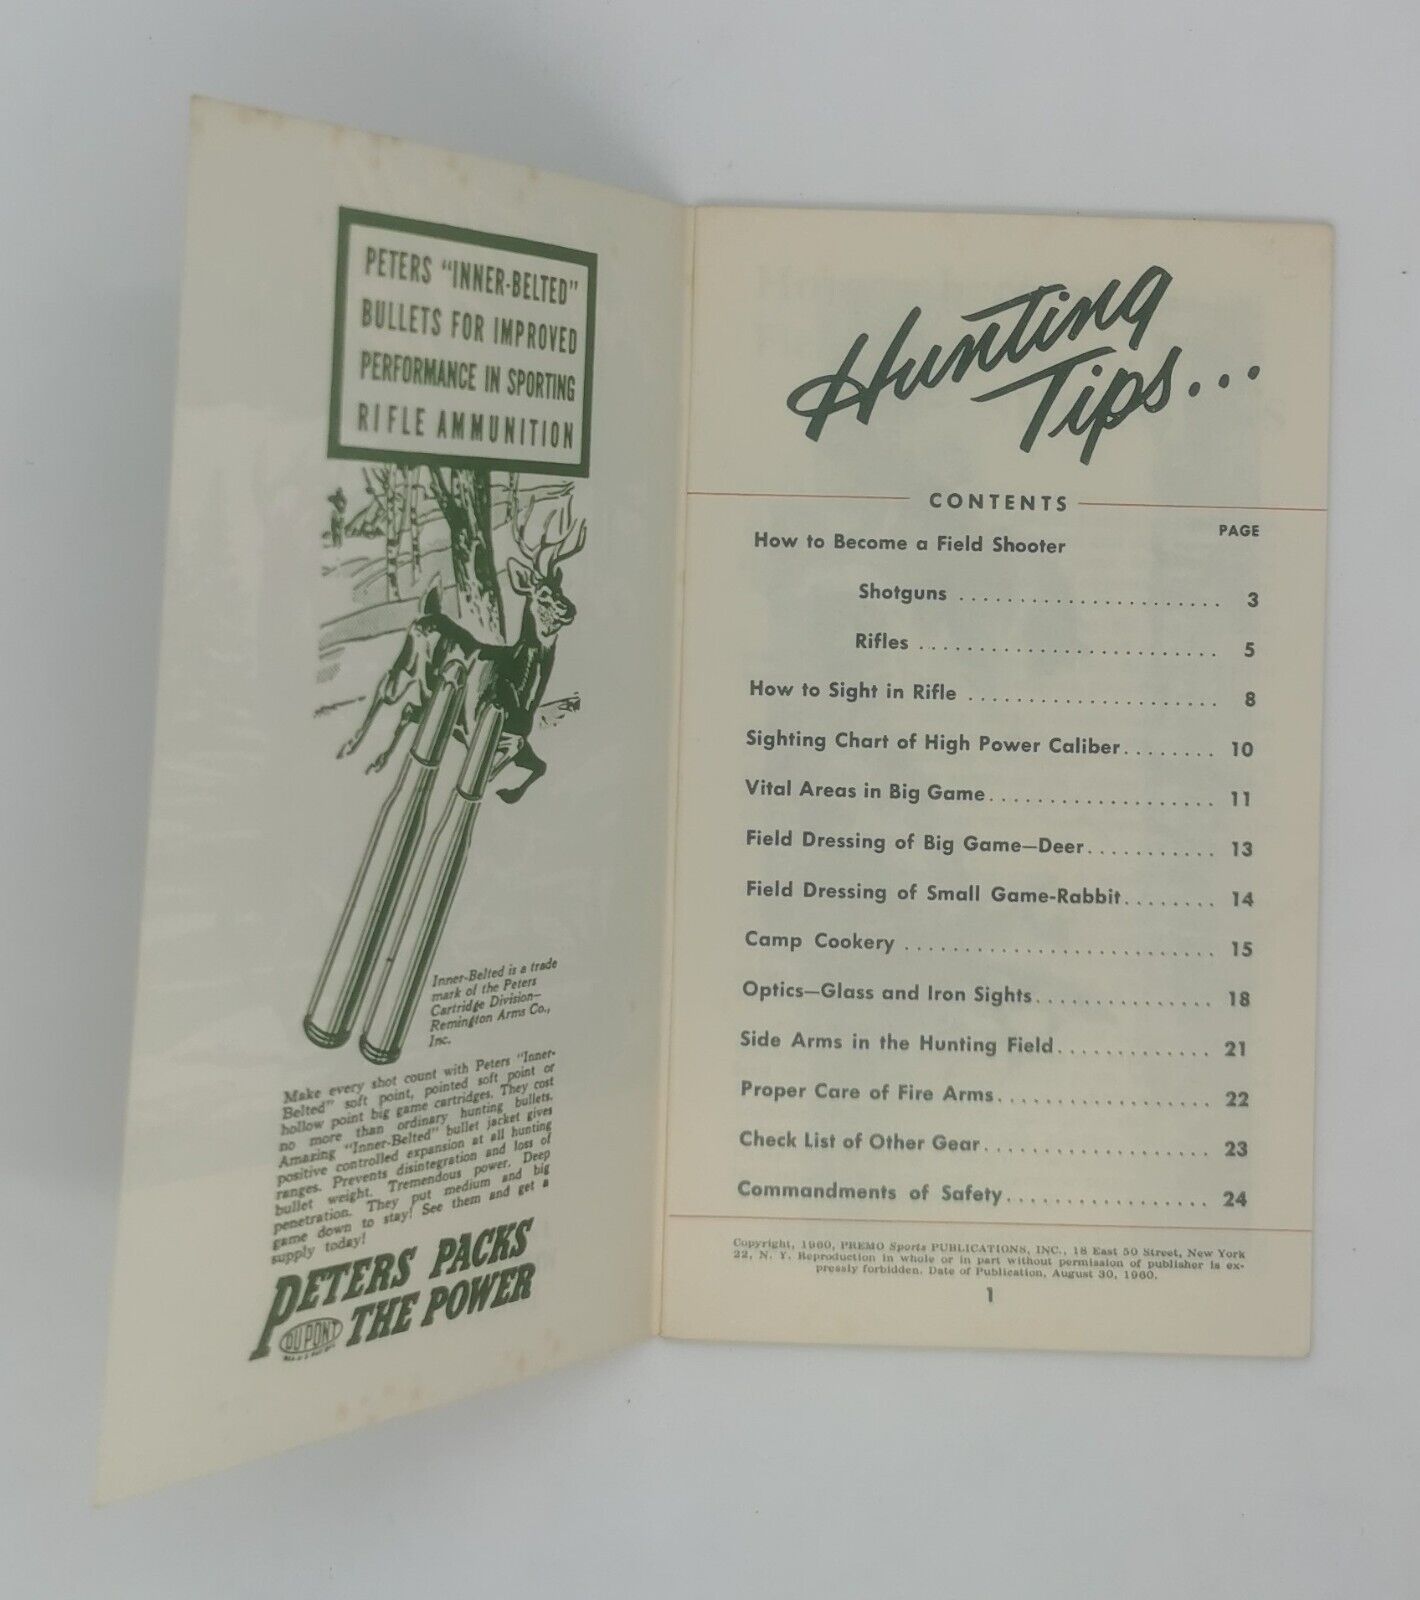 PETERS "INNER-BELTED"
BULLETS FOR IMPROVED
PERFORMANCE IN SPORTING
RIFLE AMMUNITION
Inner-Belted is a trade
mark of the Peters
Cartridge Division—
Remington Arms Co.,
Inc.
Make every shot count with Peters "Inner-
Belted" soft point, pointed soft point or
hollow point big game cartridges. They cost
no more than ordinary hunting bullets.
Amazing "Inner-Belted" bullet jacket gives
positive controlled expansion at all hunting
ranges. Prevents disintegration and loss of
bullet weight. Tremendous power. Deep
penetration. They put medium and big
game down to stay! See them and get a
supply today!
PETERS PACKS
THE POWER
DU PONT
Hunting
Tips...
CONTENTS
PAGE
How to Become a Field Shooter
Shotguns ...................... 3
Rifles ......................... 5
How to Sight in Rifle ..................... 8
Sighting Chart of High Power Caliber........ 10
Vital Areas in Big Game................... 11
Field Dressing of Big Game—Deer........... 13
Field Dressing of Small Game-Rabbit........ 14
Camp Cookery .......................... 15
Optics—Glass and Iron Sights............... 18
Side Arms in the Hunting Field............. 21
Proper Care of Fire Arms.................. 22
Check List of Other Gear................... 23
Commandments of Safety................. 24
Copyright, 1960, PREMO Sports PUBLICATIONS, INC., 18 East 50 Street, New York
22, N. Y. Reproduction in whole or in part without permission of publisher is ex-
pressly forbidden. Date of Publication, August 30, 1960.
1